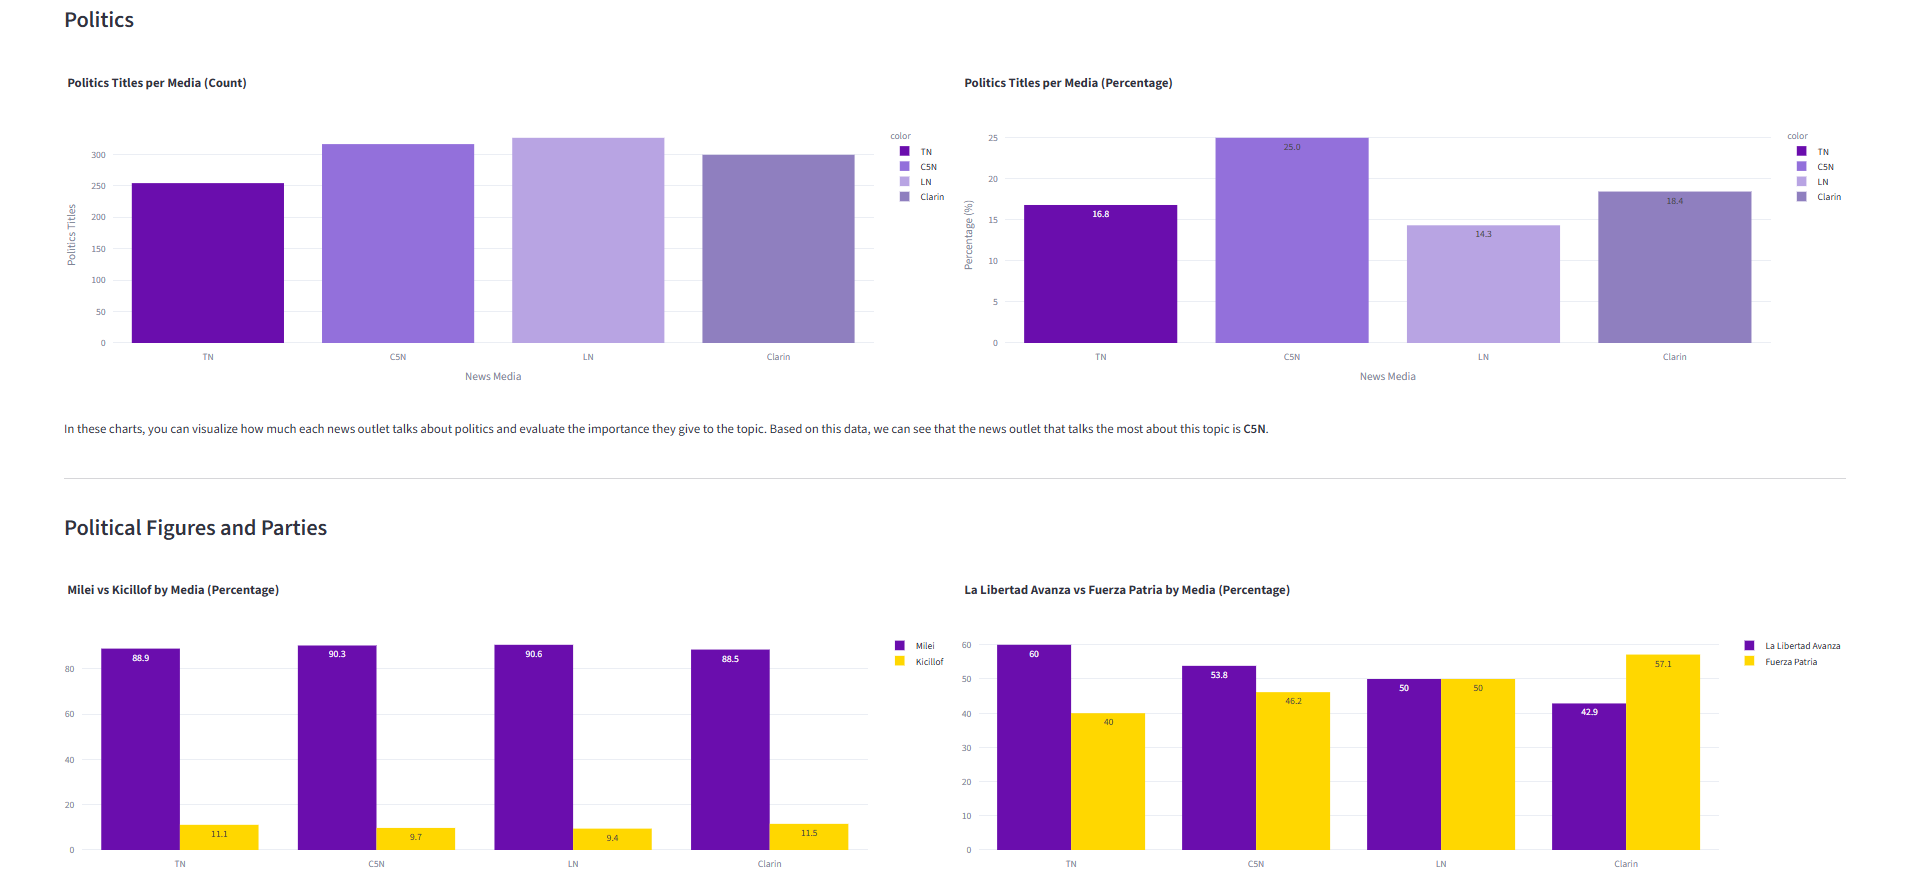 Politics
Politics Titles per Media (Count)
300
250
200
150
100
50
0
Politics Titles
TN
C5N
LN
Clarin
News Media
color
TN
C5N
LN
Clarin
Politics Titles per Media (Percentage)
25
20
15
10
5
0
Percentage (%)
16.8
25.0
14.3
18.4
TN
C5N
LN
Clarin
News Media
color
TN
C5N
LN
Clarin
In these charts, you can visualize how much each news outlet talks about politics and evaluate the importance they give to the topic. Based on this data, we can see that the news outlet that talks the most about this topic is C5N.
Political Figures and Parties
Milei vs Kicillof by Media (Percentage)
80
60
40
20
0
88.9
11.1
90.3
9.7
90.6
9.4
88.5
11.5
TN
C5N
LN
Clarin
Milei
Kicillof
La Libertad Avanza vs Fuerza Patria by Media (Percentage)
60
50
40
30
20
10
0
60
40
53.8
46.2
50
50
42.9
57.1
TN
C5N
LN
Clarin
La Libertad Avanza
Fuerza Patria